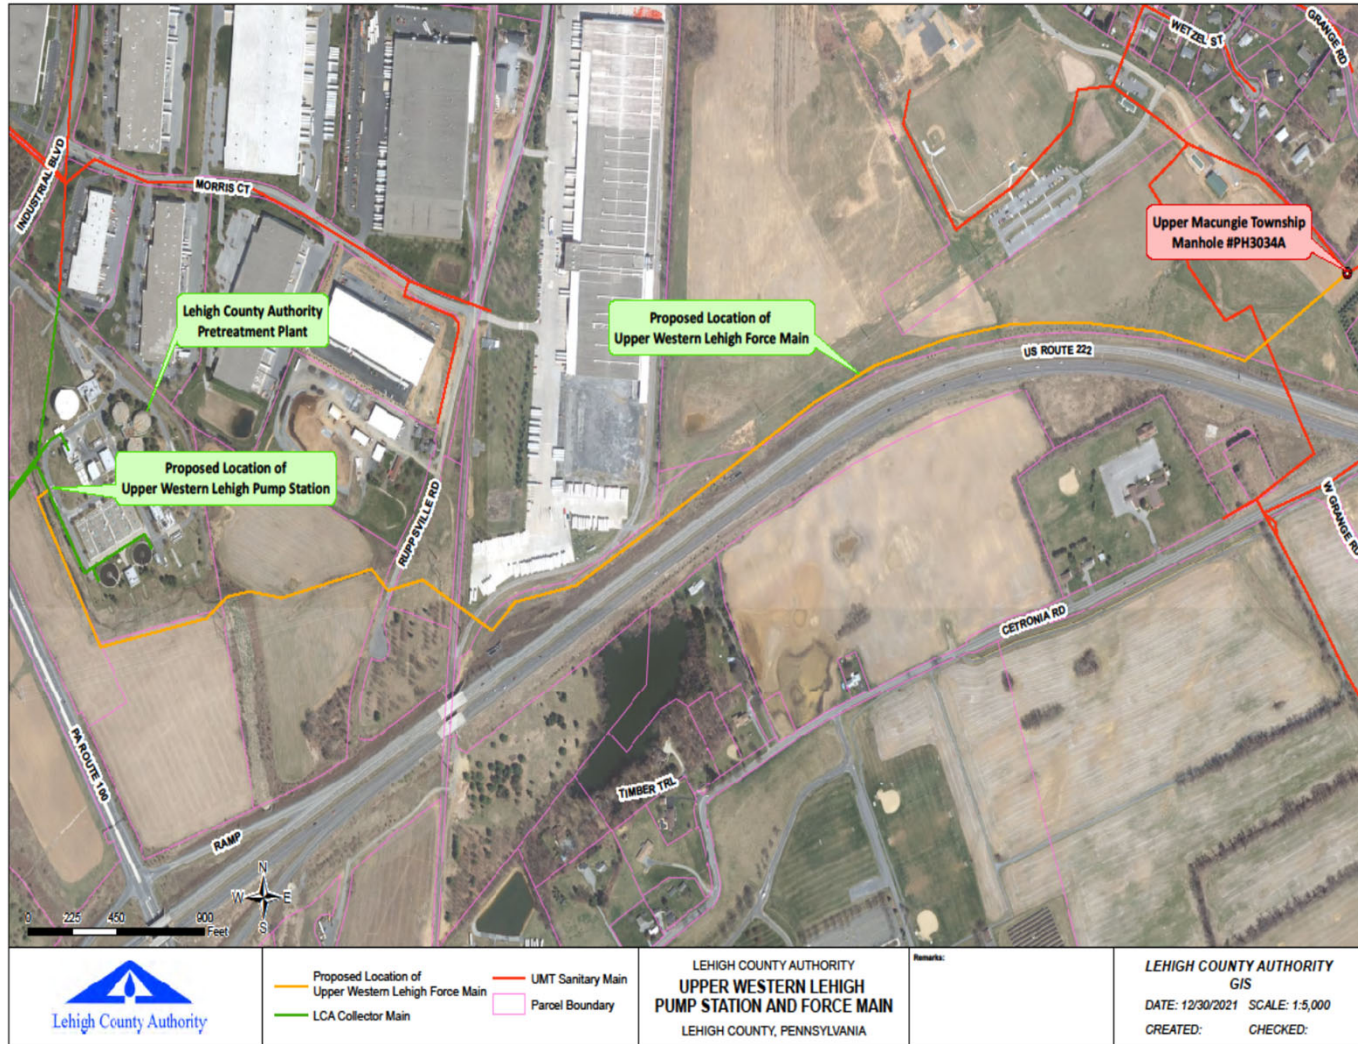 WETZEL ST
GRANGE RD
INDUSTRIAL BLVD
MORRIS CT
Upper Macungie Township
Manhole #PH3034A
Lehigh County Authority
Pretreatment Plant
Proposed Location of
Upper Western Lehigh Force Main
US ROUTE 222
Proposed Location of
Upper Western Lehigh Pump Station
RUPPSVILLE RD
W GRANGE RD
CETRONIA RD
PA ROUTE 100
TIMBER TRL
RAMP
N
W
E
S
0 225 450 900
Feet
Lehigh County Authority
Proposed Location of
Upper Western Lehigh Force Main
LCA Collector Main
UMT Sanitary Main
Parcel Boundary
LEHIGH COUNTY AUTHORITY
UPPER WESTERN LEHIGH
PUMP STATION AND FORCE MAIN
LEHIGH COUNTY, PENNSYLVANIA
Remarks:
LEHIGH COUNTY AUTHORITY
GIS
DATE: 12/30/2021 SCALE: 1:5,000
CREATED: CHECKED: